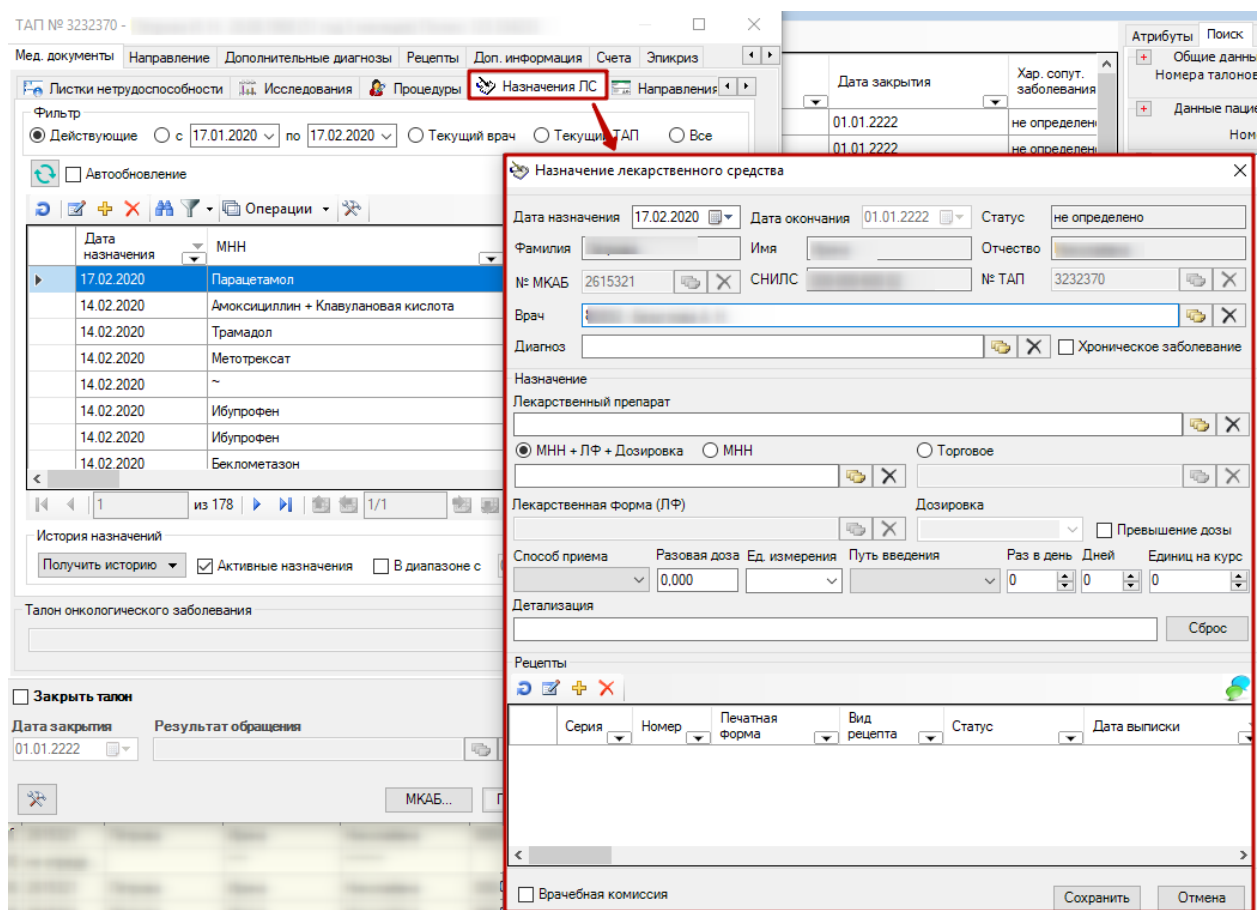 ТАП № 3232370 -
Мед. документы Направление Дополнительные диагнозы Рецепты Доп. информация Счета Эпикриз
Листки нетрудоспособности Исследования Процедуры Назначения ЛС Направления
Фильтр
Действующие с 17.01.2020 по 17.02.2020 Текущий врач Текущий ТАП Все
Автообновление
Операции
Дата назначения МНН
17.02.2020 Парацетамол
14.02.2020 Амоксициллин + Клавулановая кислота
14.02.2020 Трамадол
14.02.2020 Метотрексат
14.02.2020 ~
14.02.2020 Ибупрофен
14.02.2020 Ибупрофен
14.02.2020 Беклометазон
1 из 178 1/1
История назначений
Получить историю Активные назначения В диапазоне с
Талон онкологического заболевания
Закрыть талон
Дата закрытия Результат обращения
01.01.2222
МКАБ...
Дата закрытия Хар. сопут. заболевания
01.01.2222 не определен
01.01.2222 не определен
Атрибуты Поиск
Общие данны
Номера талонов
Данные пацие
Ном
Назначение лекарственного средства
Дата назначения 17.02.2020 Дата окончания 01.01.2222 Статус не определено
Фамилия Имя Отчество
№ МКАБ 2615321 СНИЛС № ТАП 3232370
Врач
Диагноз Хроническое заболевание
Назначение
Лекарственный препарат
МНН + ЛФ + Дозировка МНН Торговое
Лекарственная форма (ЛФ) Дозировка
Превышение дозы
Способ приема Разовая доза Ед. измерения Путь введения Раз в день Дней Единиц на курс
0,000 0 0 0
Детализация
Сброс
Рецепты
Серия Номер Печатная форма Вид рецепта Статус Дата выписки
Врачебная комиссия Сохранить Отмена